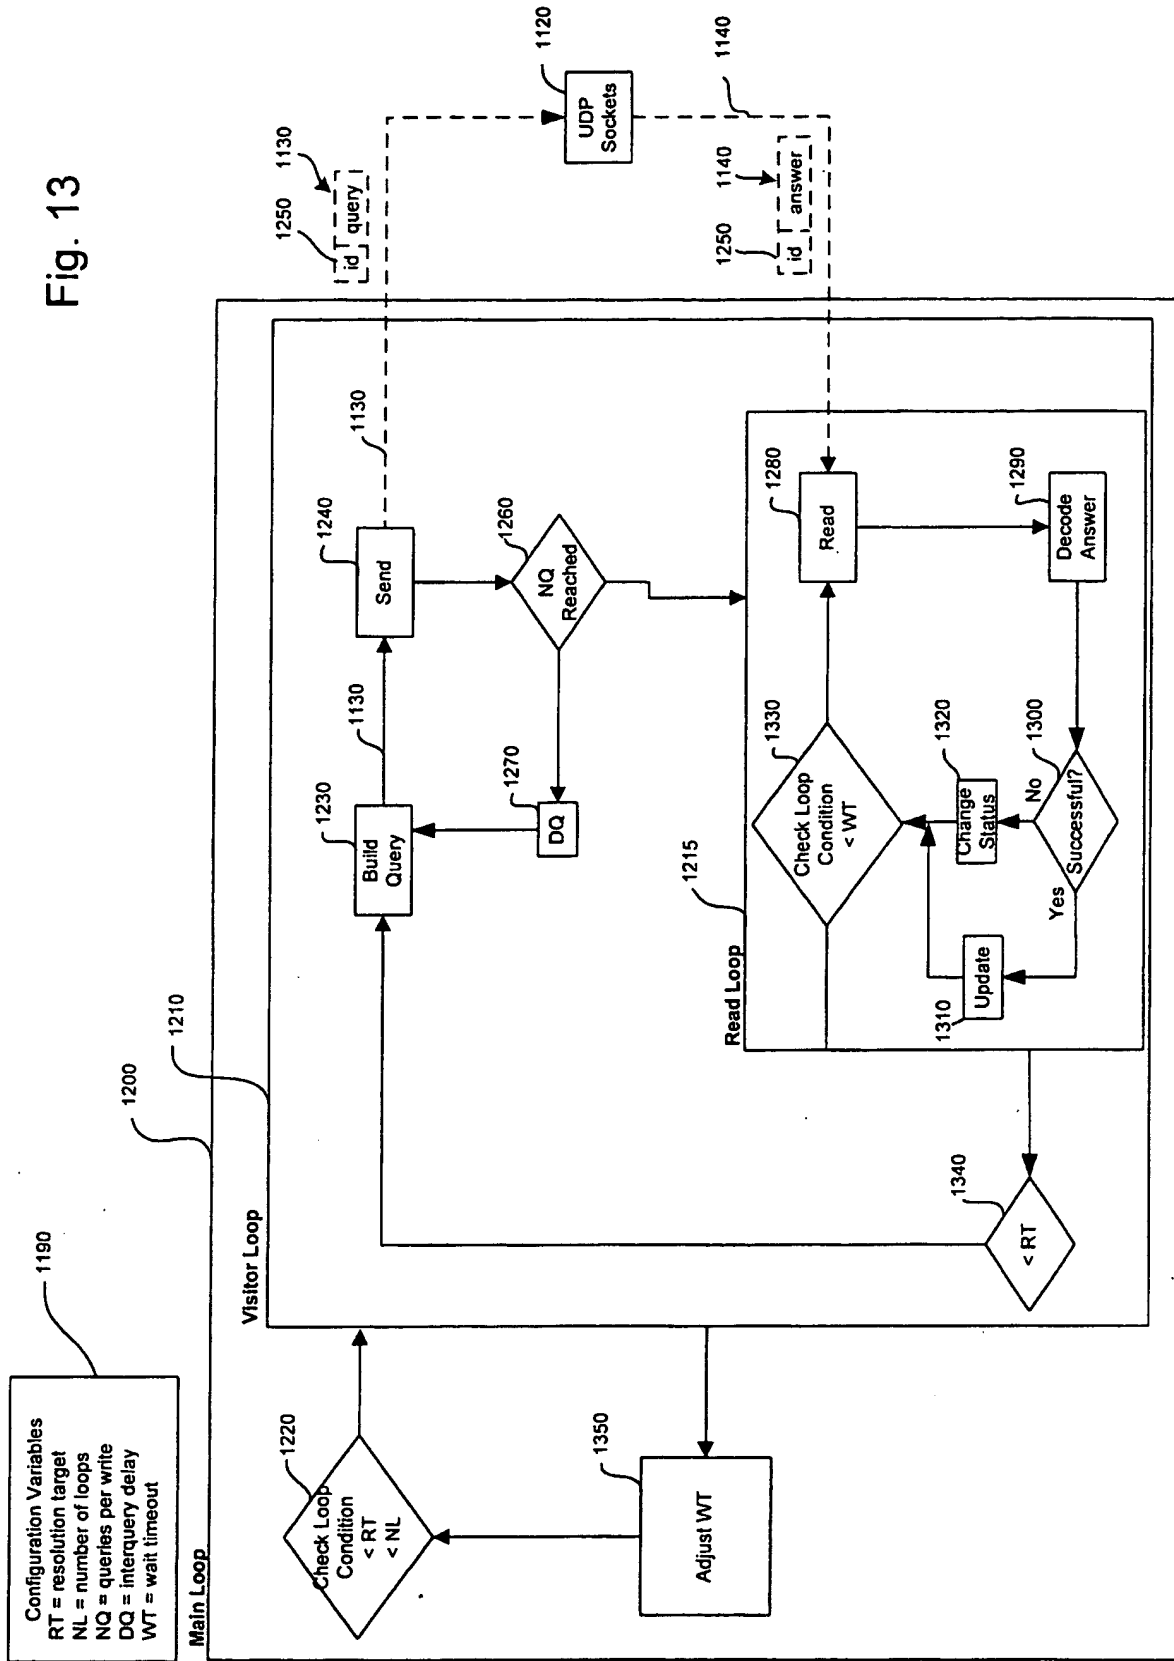 Fig. 13
Configuration Variables
RT = resolution target
NL = number of loops
NQ = queries per write
DQ = interquery delay
WT = wait timeout
1190
Main Loop
1200
Visitor Loop
1210
Check Loop
Condition
< RT
< NL
1220
Adjust WT
1350
Build
Query
1230
1130
Send
1240
1130
id
query
1250
1130
UDP
Sockets
1120
1140
id
answer
1250
1140
NQ
Reached
1260
DQ
1270
Read Loop
1215
Check Loop
Condition
< WT
1330
Read
1280
Decode
Answer
1290
Successful?
1300
No
Yes
Change
Status
1320
Update
1310
< RT
1340